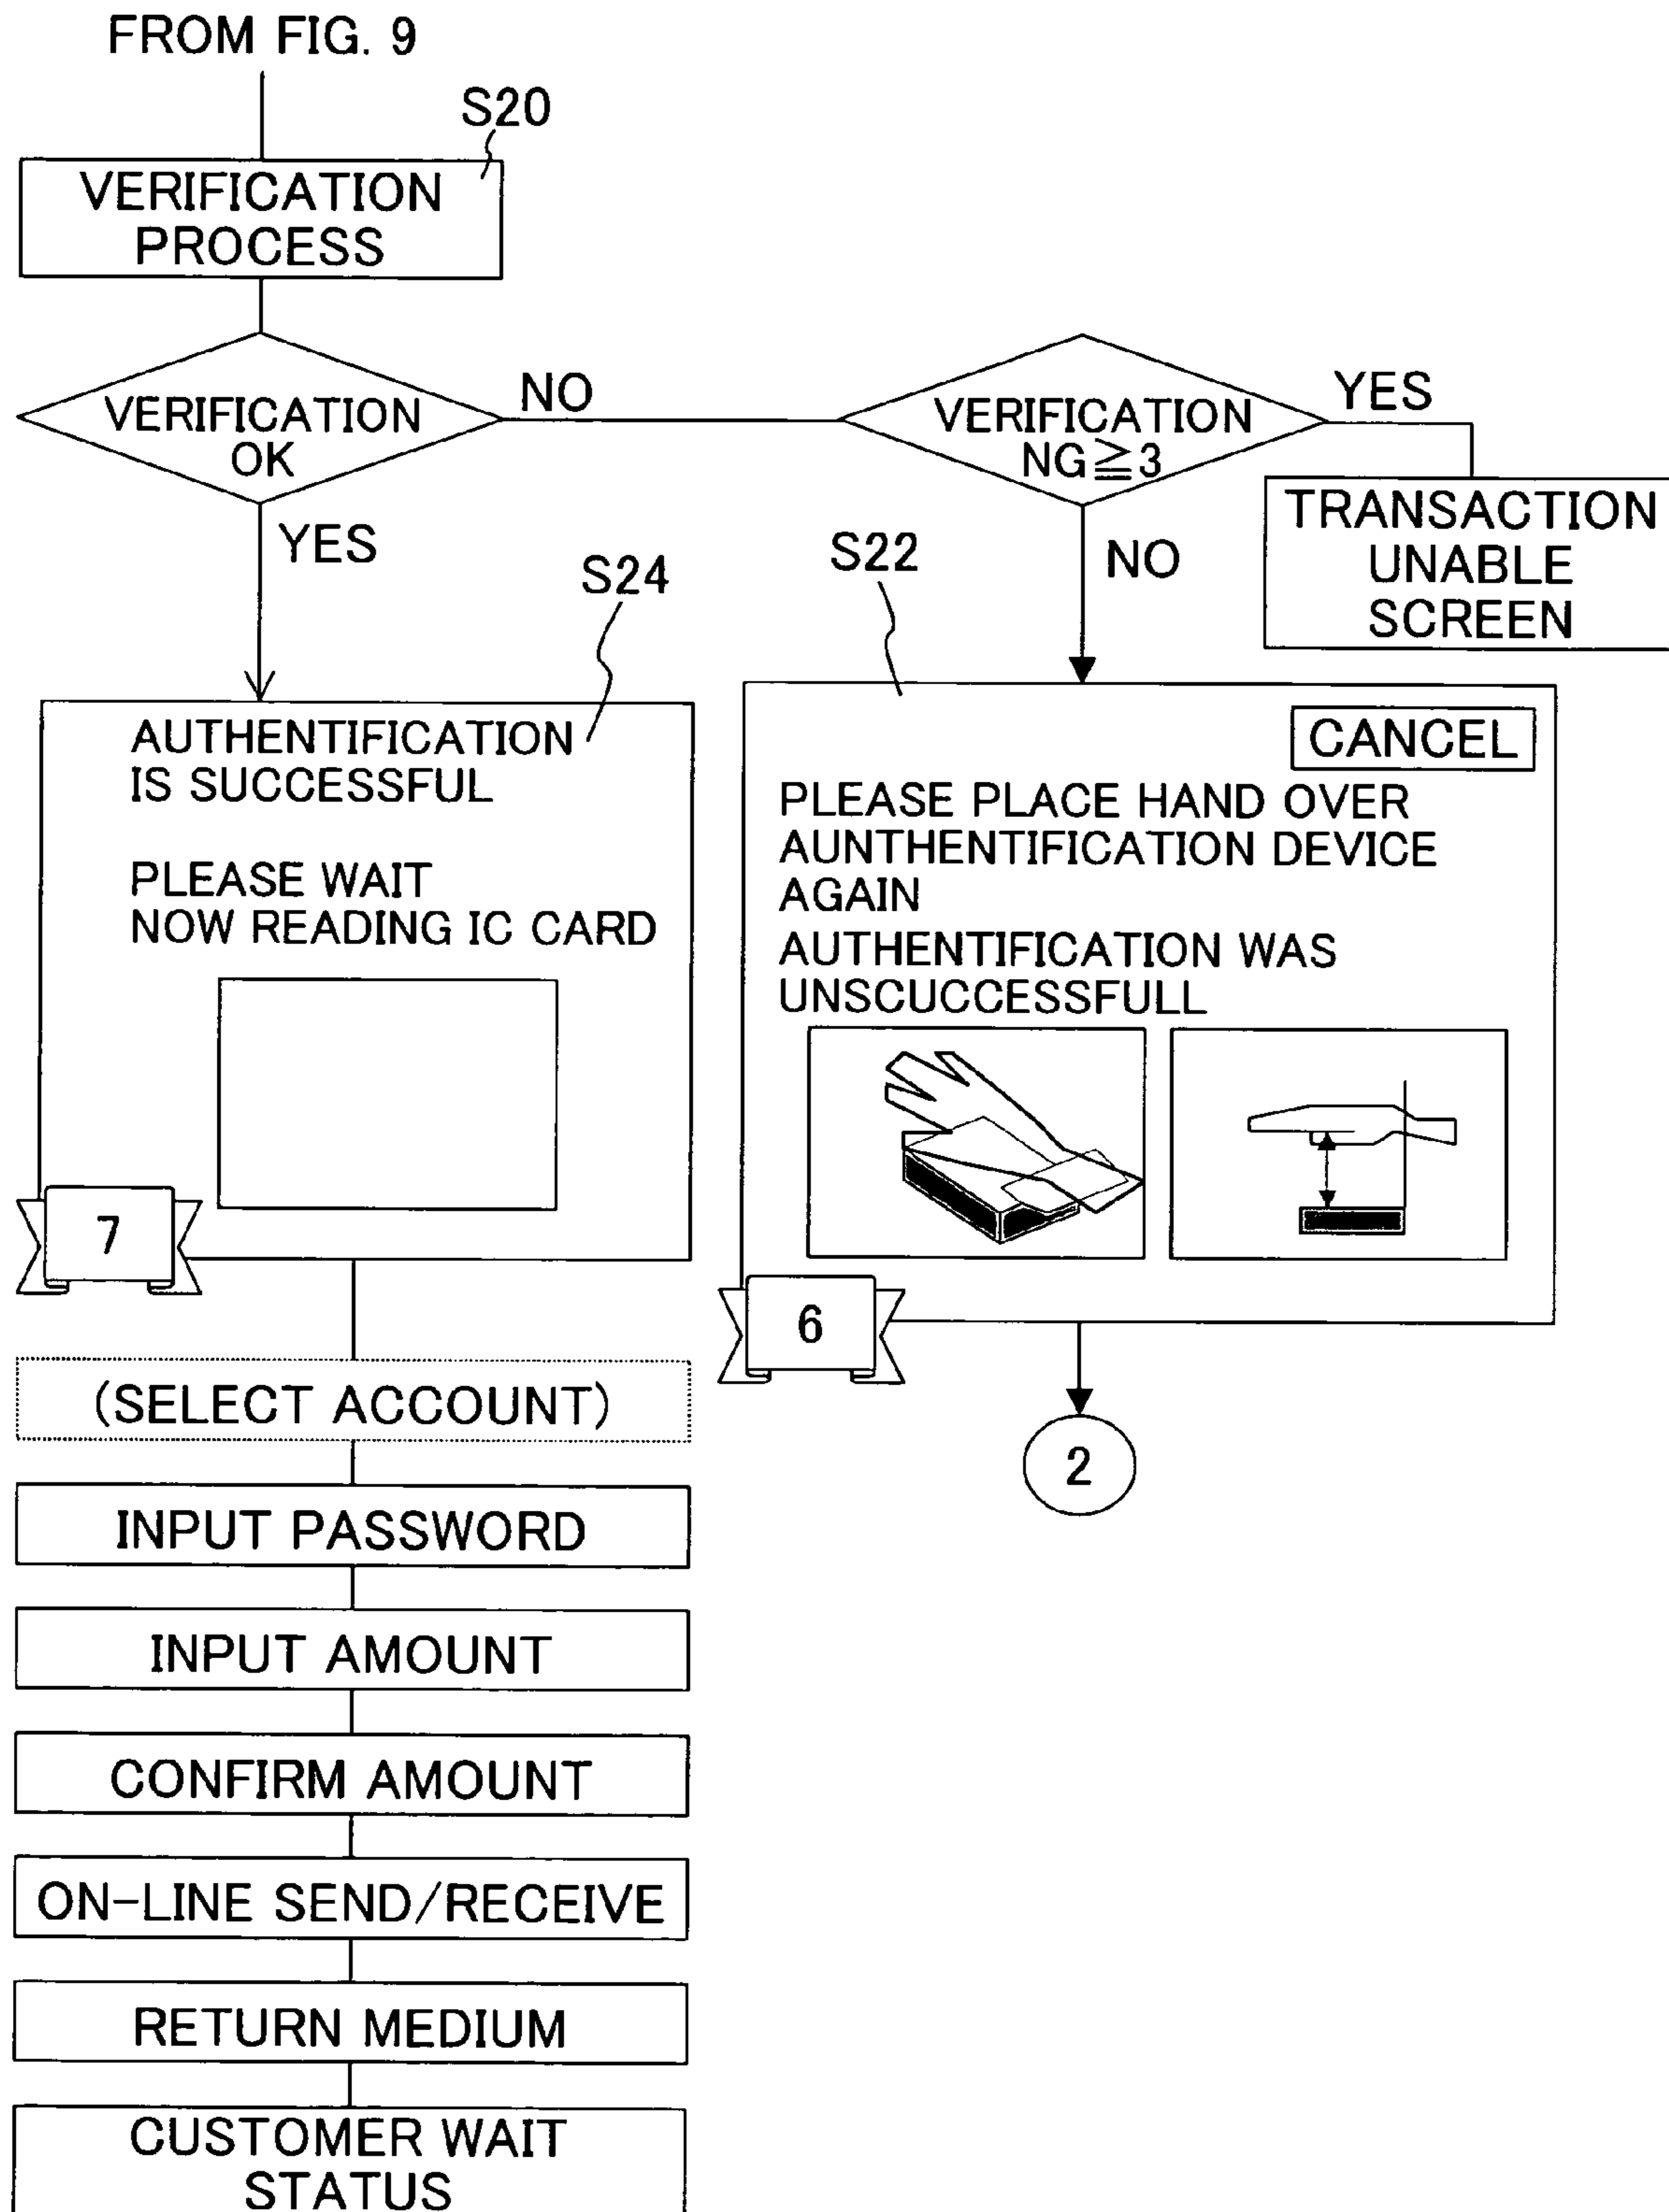 FROM FIG. 9
S20
VERIFICATION
PROCESS
VERIFICATION
OK
NO
VERIFICATION
NG≧3
YES
TRANSACTION
UNABLE
SCREEN
YES
NO
S24
S22
AUTHENTIFICATION
IS SUCCESSFUL
PLEASE WAIT
NOW READING IC CARD
7
CANCEL
PLEASE PLACE HAND OVER
AUNTHENTIFICATION DEVICE
AGAIN
AUTHENTIFICATION WAS
UNSCUCCESSFULL
6
2
(SELECT ACCOUNT)
INPUT PASSWORD
INPUT AMOUNT
CONFIRM AMOUNT
ON-LINE SEND/RECEIVE
RETURN MEDIUM
CUSTOMER WAIT
STATUS